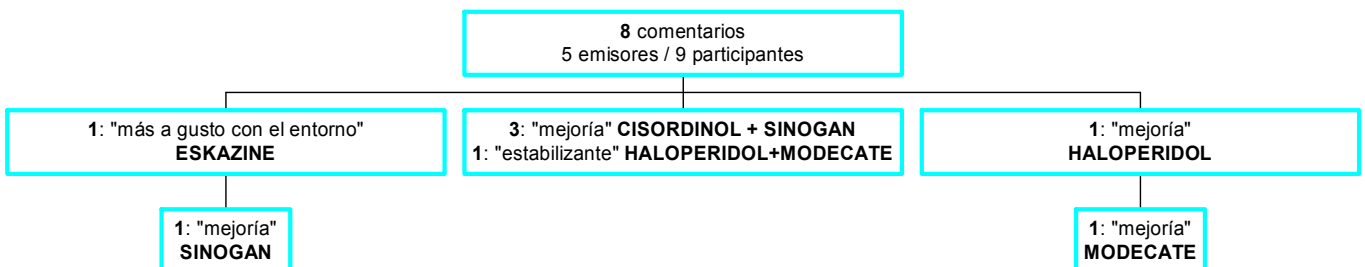 8 comentarios
5 emisores / 9 participantes
1: "más a gusto con el entorno"
ESKAZINE
3: "mejoría" CISORDINOL + SINOGAN
1: "estabilizante" HALOPERIDOL+MODECATE
1: "mejoría"
HALOPERIDOL
1: "mejoría"
SINOGAN
1: "mejoría"
MODECATE